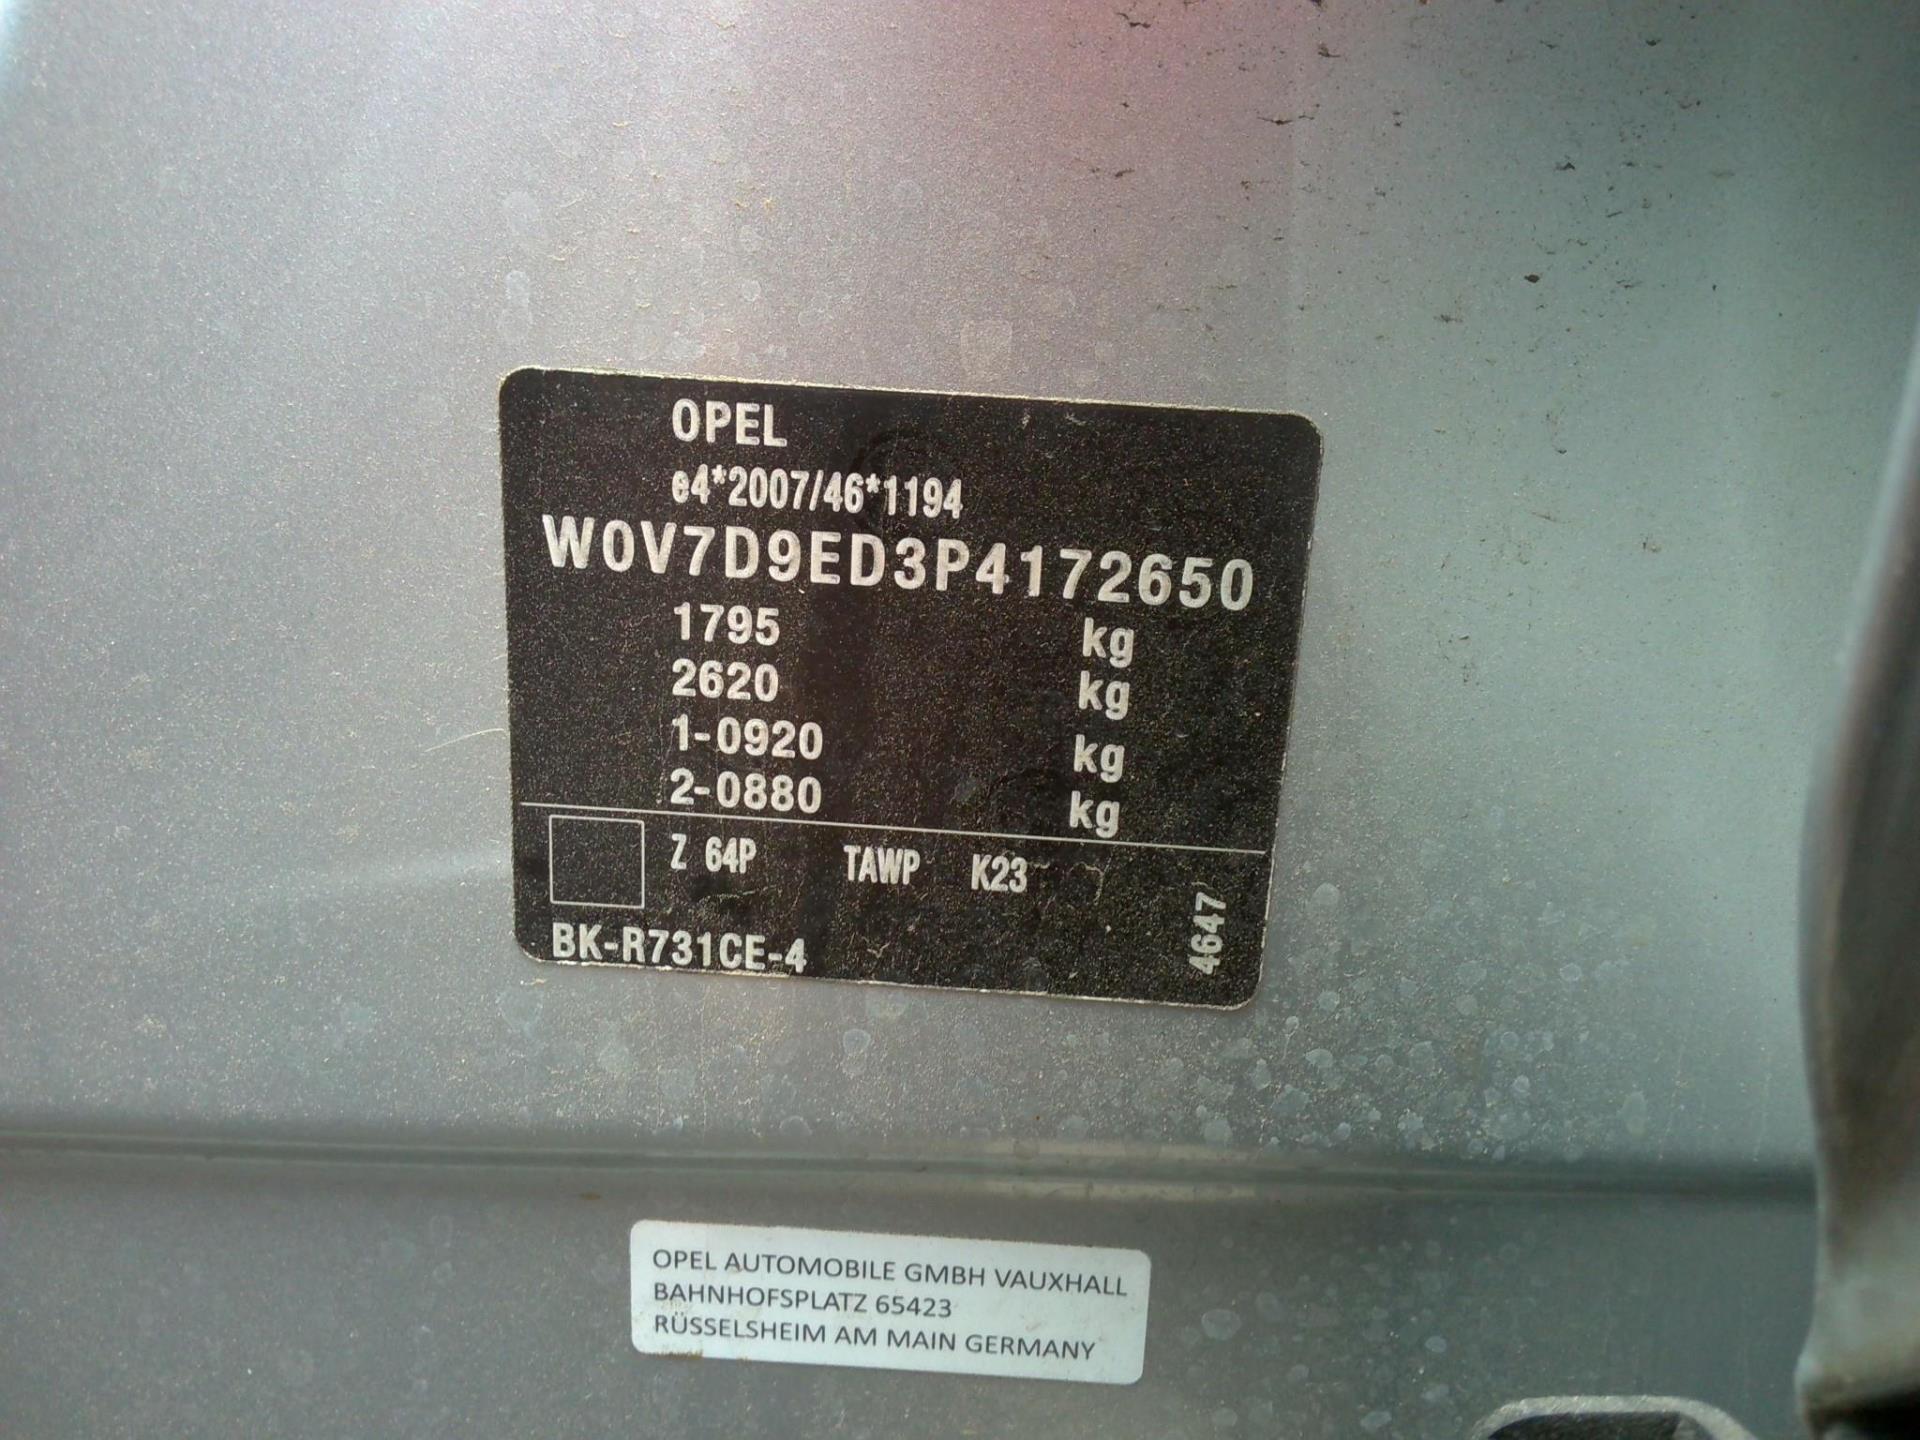 OPEL
e4*2007/46*1194
W0V7D9ED3P4172650
1795 kg
2620 kg
1-0920 kg
2-0880 kg
Z 64P TAWP K23
BK-R731CE-4
4647
OPEL AUTOMOBILE GMBH VAUXHALL
BAHNHOFSPLATZ 65423
RÜSSELSHEIM AM MAIN GERMANY